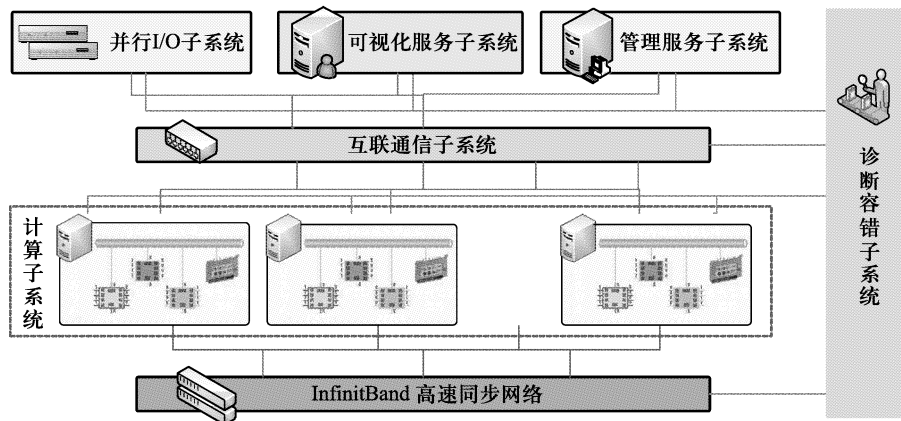 并行I/O子系统
可视化服务子系统
管理服务子系统
互联通信子系统
计算子系统
InfinitBand 高速同步网络
诊断容错子系统